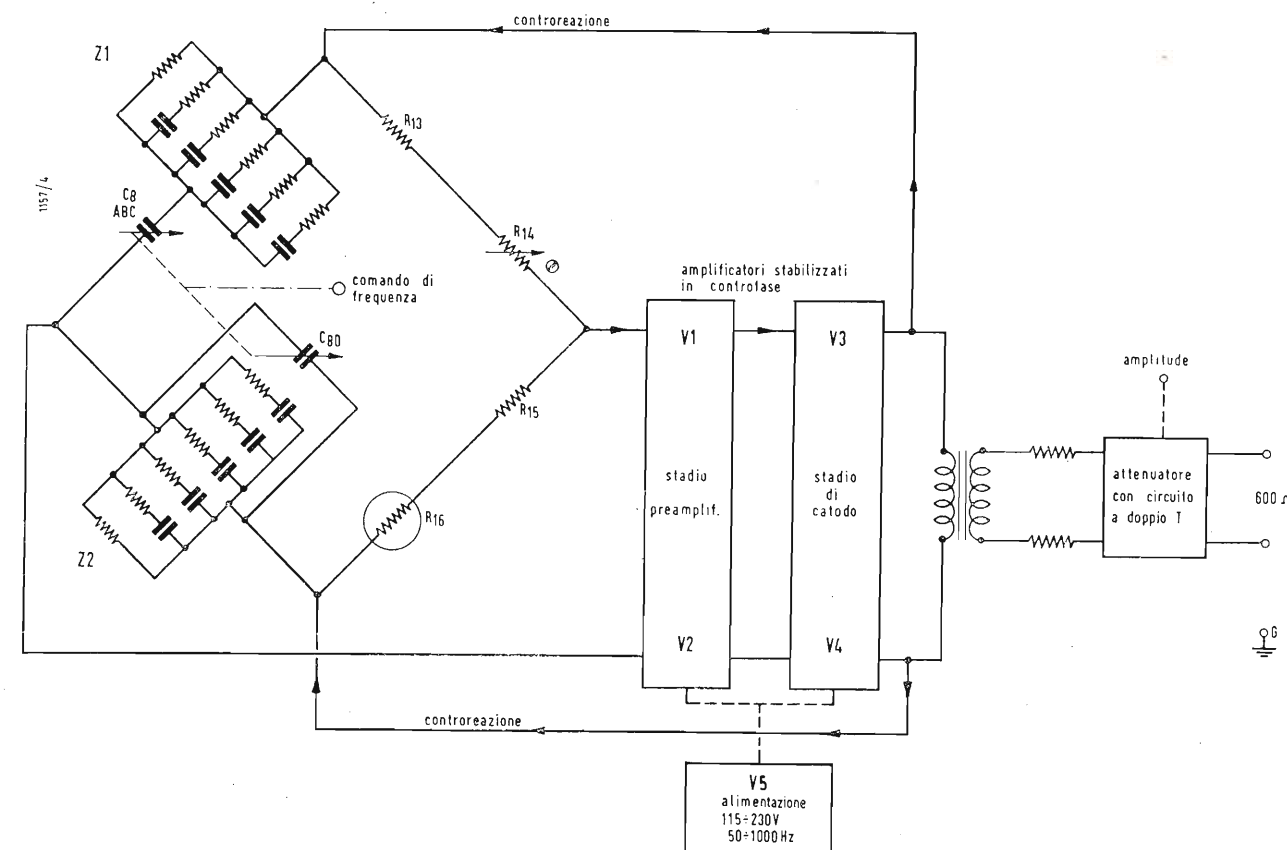 controreazione
Z1
R13
1157/4
C8
ABC
R14
comando di
frequenza
amplificatori stabilizzati
in controfase
C8D
V1
V3
amplitude
R15
stadio
preamplif.
stadio
di
catodo
attenuatore
con circuito
a doppio T
600 Ω
R16
Z2
V2
V4
G
controreazione
V5
alimentazione
115÷230V
50÷1000Hz